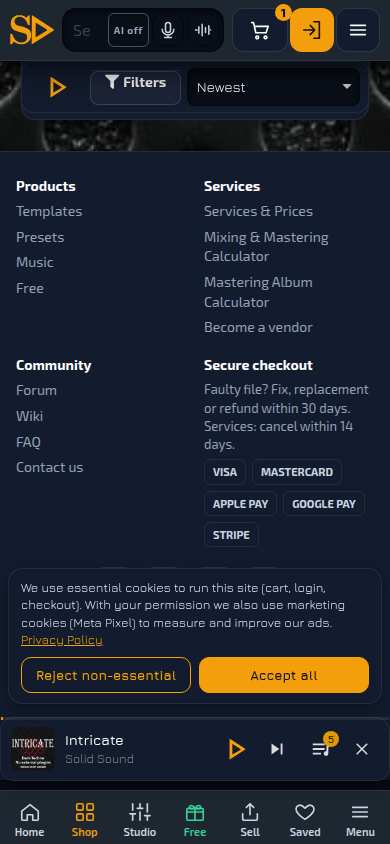 SD
Se
AI off
1
Filters
Newest
Products
Templates
Presets
Music
Free
Services
Services & Prices
Mixing & Mastering
Calculator
Mastering Album
Calculator
Become a vendor
Community
Forum
Wiki
FAQ
Contact us
Secure checkout
Faulty file? Fix, replacement
or refund within 30 days.
Services: cancel within 14
days.
VISA
MASTERCARD
APPLE PAY
GOOGLE PAY
STRIPE
We use essential cookies to run this site (cart, login,
checkout). With your permission we also use marketing
cookies (Meta Pixel) to measure and improve our ads.
Privacy Policy
Reject non-essential
Accept all
INTRICATE
Intricate
Solid Sound
5
Home
Shop
Studio
Free
Sell
Saved
Menu